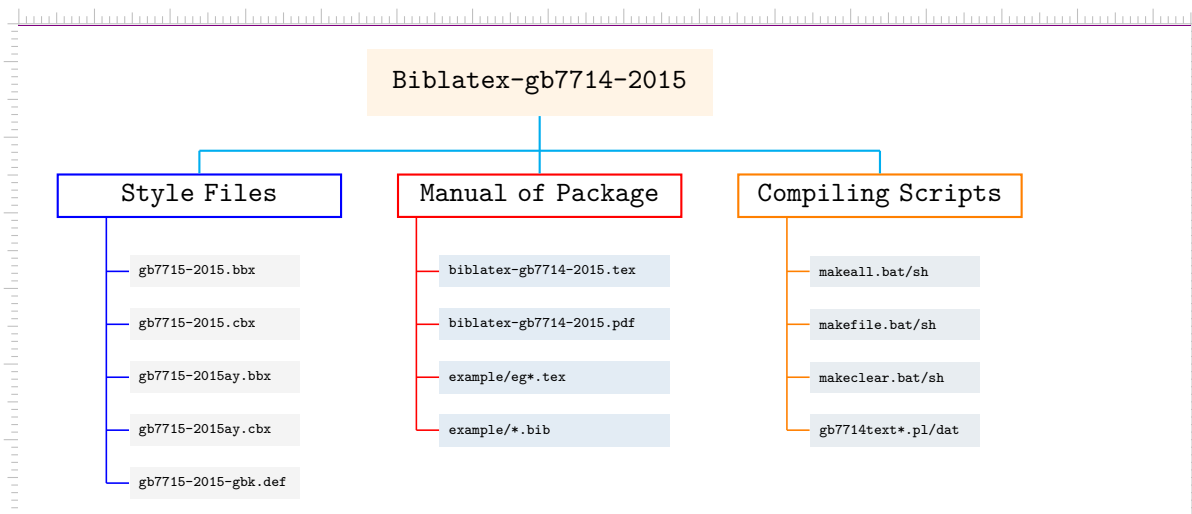 Biblatex-gb7714-2015
Style Files
gb7715-2015.bbx
gb7715-2015.cbx
gb7715-2015ay.bbx
gb7715-2015ay.cbx
gb7715-2015-gbk.def
Manual of Package
biblatex-gb7714-2015.tex
biblatex-gb7714-2015.pdf
example/eg*.tex
example/*.bib
Compiling Scripts
makeall.bat/sh
makefile.bat/sh
makeclear.bat/sh
gb7714text*.pl/dat